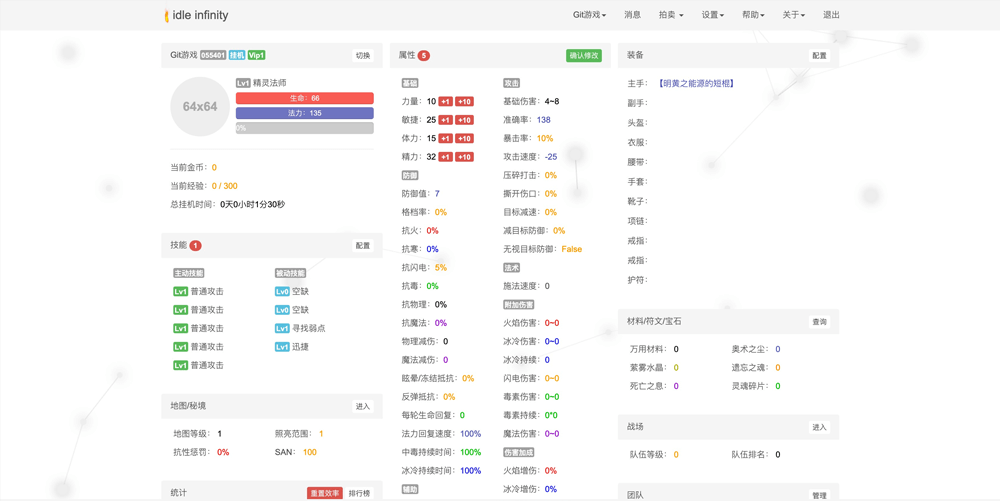 idle infinity
Git游戏 消息 拍卖 设置 帮助 关于 退出
Git游戏 055401 挂机 Vip1 切换
64x64
Lv1 精灵法师
生命：66
法力：135
0%
当前金币：0
当前经验：0 / 300
总挂机时间：0天0小时1分30秒
技能 1 配置
主动技能 被动技能
Lv1 普通攻击 Lv0 空缺
Lv1 普通攻击 Lv0 空缺
Lv1 普通攻击 Lv1 寻找弱点
Lv1 普通攻击 Lv1 迅捷
Lv1 普通攻击
地图/秘境 进入
地图等级：1 照亮范围：1
抗性惩罚：0% SAN：100
统计 重置效率 排行榜
属性 5 确认修改
基础
力量：10 +1 +10
敏捷：25 +1 +10
体力：15 +1 +10
精力：32 +1 +10
防御
防御值：7
格档率：0%
抗火：0%
抗寒：0%
抗闪电：5%
抗毒：0%
抗物理：0%
抗魔法：0%
物理减伤：0
魔法减伤：0
眩晕/冻结抵抗：0%
反弹抵抗：0%
每轮生命回复：0
法力回复速度：100%
中毒持续时间：100%
冰冷持续时间：100%
辅助
攻击
基础伤害：4~8
准确率：138
暴击率：10%
攻击速度：-25
压碎打击：0%
撕开伤口：0%
目标减速：0%
减目标防御：0%
无视目标防御：False
法术
施法速度：0
附加伤害
火焰伤害：0~0
冰冷伤害：0~0
冰冷持续：0
闪电伤害：0~0
毒素伤害：0~0
毒素持续：0*0
魔法伤害：0~0
伤害加成
火焰增伤：0%
冰冷增伤：0%
装备 配置
主手：【明黄之能源的短棍】
副手：
头盔：
衣服：
腰带：
手套：
靴子：
项链：
戒指：
戒指：
护符：
材料/符文/宝石 查询
万用材料：0 奥术之尘：0
萦雾水晶：0 遗忘之魂：0
死亡之息：0 灵魂碎片：0
战场 进入
队伍等级：0 队伍排名：0
团队 管理